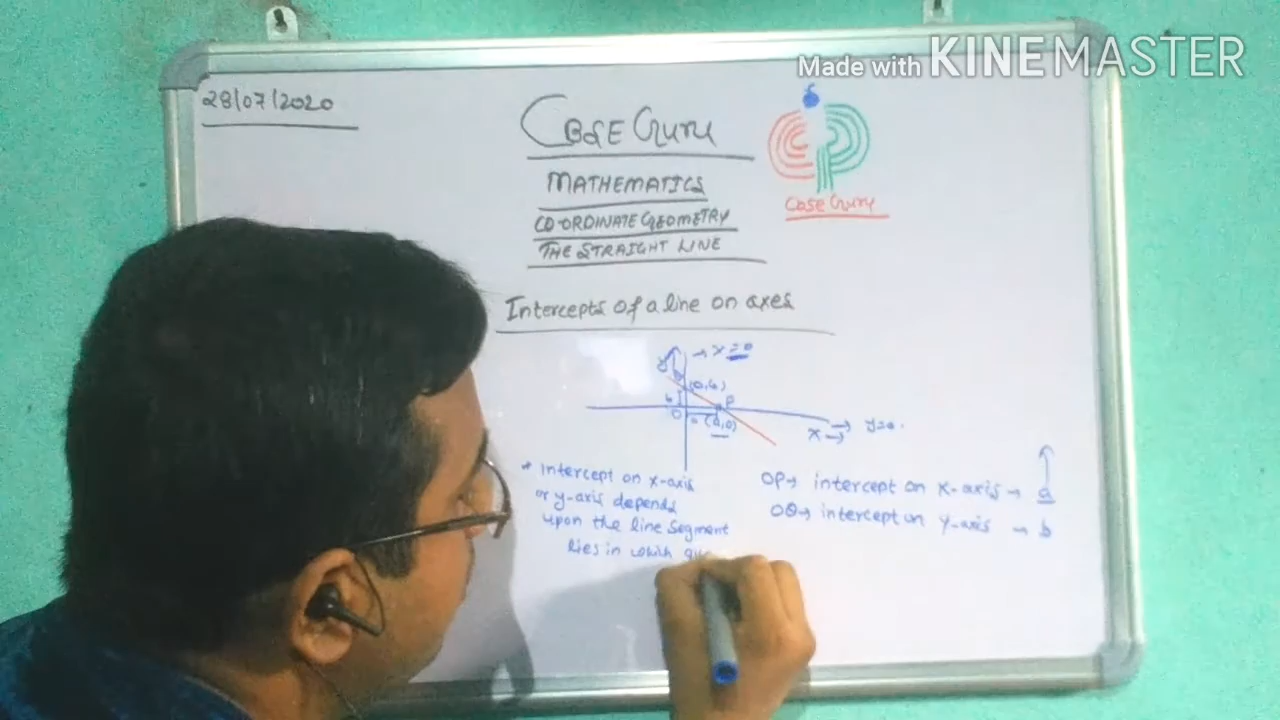 Made with KINEMASTER
28/07/2020
CBSE Guru
MATHEMATICS
CO-ORDINATE GEOMETRY
THE STRAIGHT LINE
CBSE Guru
Intercepts of a line on axes
y → x = 0
(0,b)
b
P
O a (a,0)
x → y=0.
* Intercept on x-axis
or y-axis depends
upon the line segment
lies in which
OP→ intercept on x-axis → a
OQ→ intercept on y-axis → b